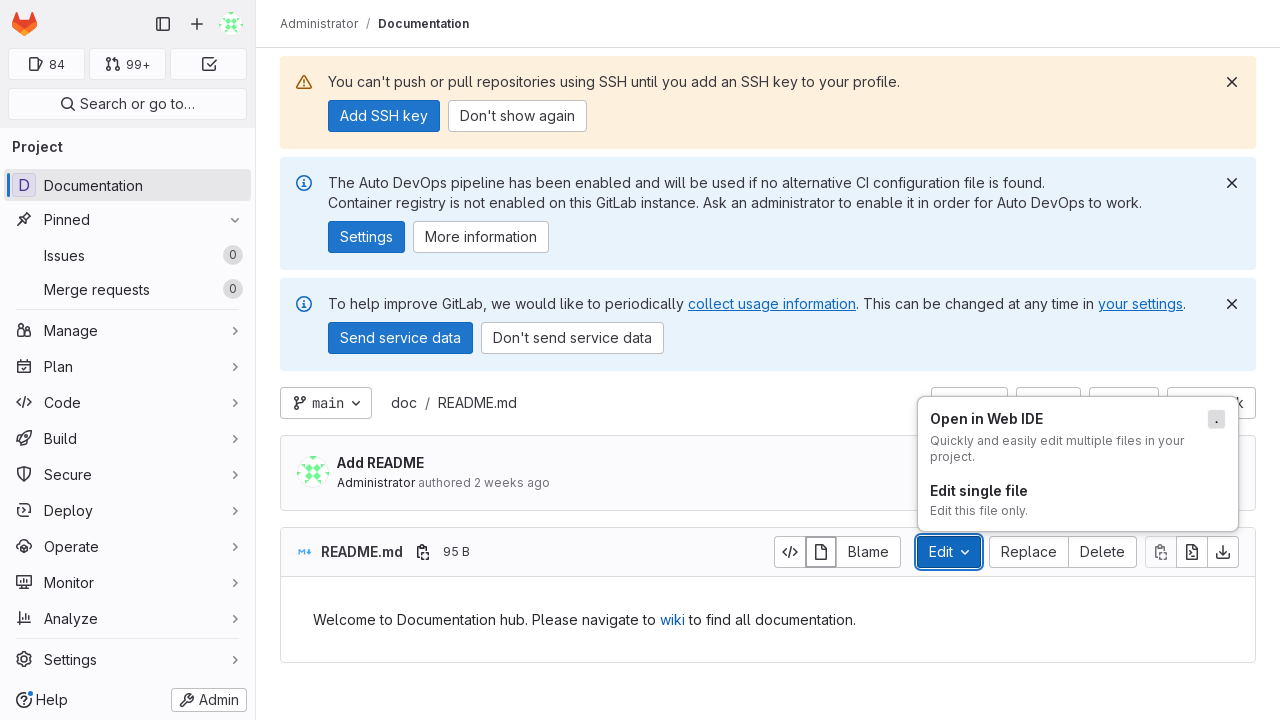 Administrator / Documentation
84
99+
Search or go to…
Project
D Documentation
Pinned
Issues 0
Merge requests 0
Manage
Plan
Code
Build
Secure
Deploy
Operate
Monitor
Analyze
Settings
Help
Admin
You can't push or pull repositories using SSH until you add an SSH key to your profile.
Add SSH key Don't show again
The Auto DevOps pipeline has been enabled and will be used if no alternative CI configuration file is found.
Container registry is not enabled on this GitLab instance. Ask an administrator to enable it in order for Auto DevOps to work.
Settings More information
To help improve GitLab, we would like to periodically collect usage information. This can be changed at any time in your settings.
Send service data Don't send service data
main doc / README.md
Open in Web IDE .
Quickly and easily edit multiple files in your
project.
Edit single file
Edit this file only.
Add README
Administrator authored 2 weeks ago
README.md 95 B
Blame Edit Replace Delete
Welcome to Documentation hub. Please navigate to wiki to find all documentation.